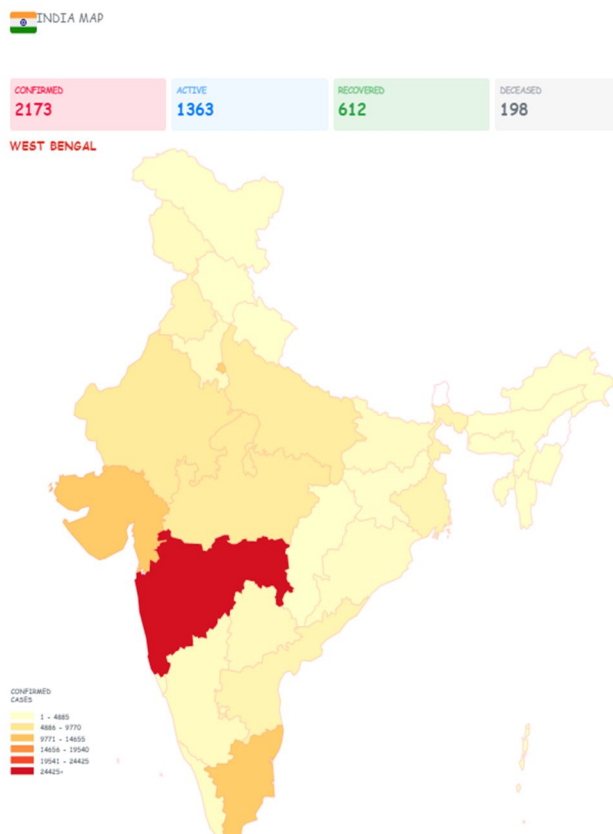 INDIA MAP
CONFIRMED
2173
ACTIVE
1363
RECOVERED
612
DECEASED
198
WEST BENGAL
CONFIRMED
CASES
1 - 4885
4886 - 9770
9771 - 14655
14656 - 19540
19541 - 24425
24425+